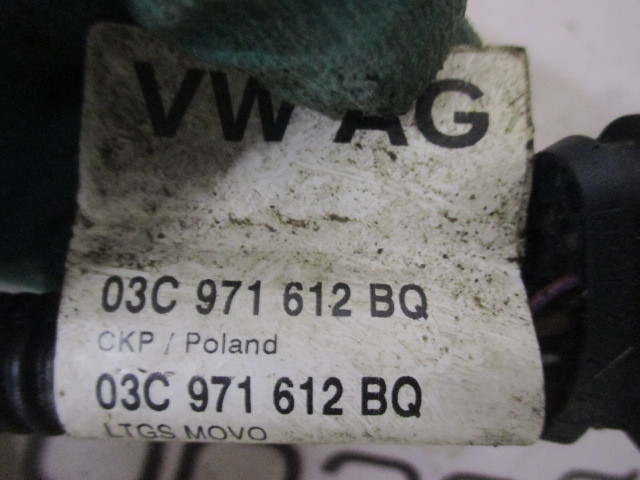 VW AG
03C 971 612 BQ
CKP / Poland
03C 971 612 BQ
LTGS MOVO